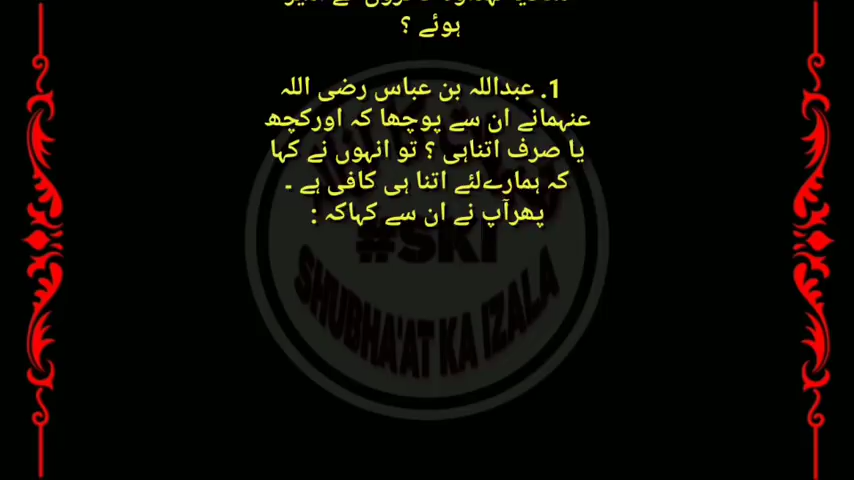 ہوئے ؟
1. عبداللہ بن عباس رضی اللہ
عنہمانے ان سے پوچھا کہ اورکچھ
یا صرف اتناہی ؟ تو انہوں نے کہا
کہ ہمارےلئے اتنا ہی کافی ہے ۔
پھرآپ نے ان سے کہاکہ :
#SKI
SHUBHA'AT KA IZALA